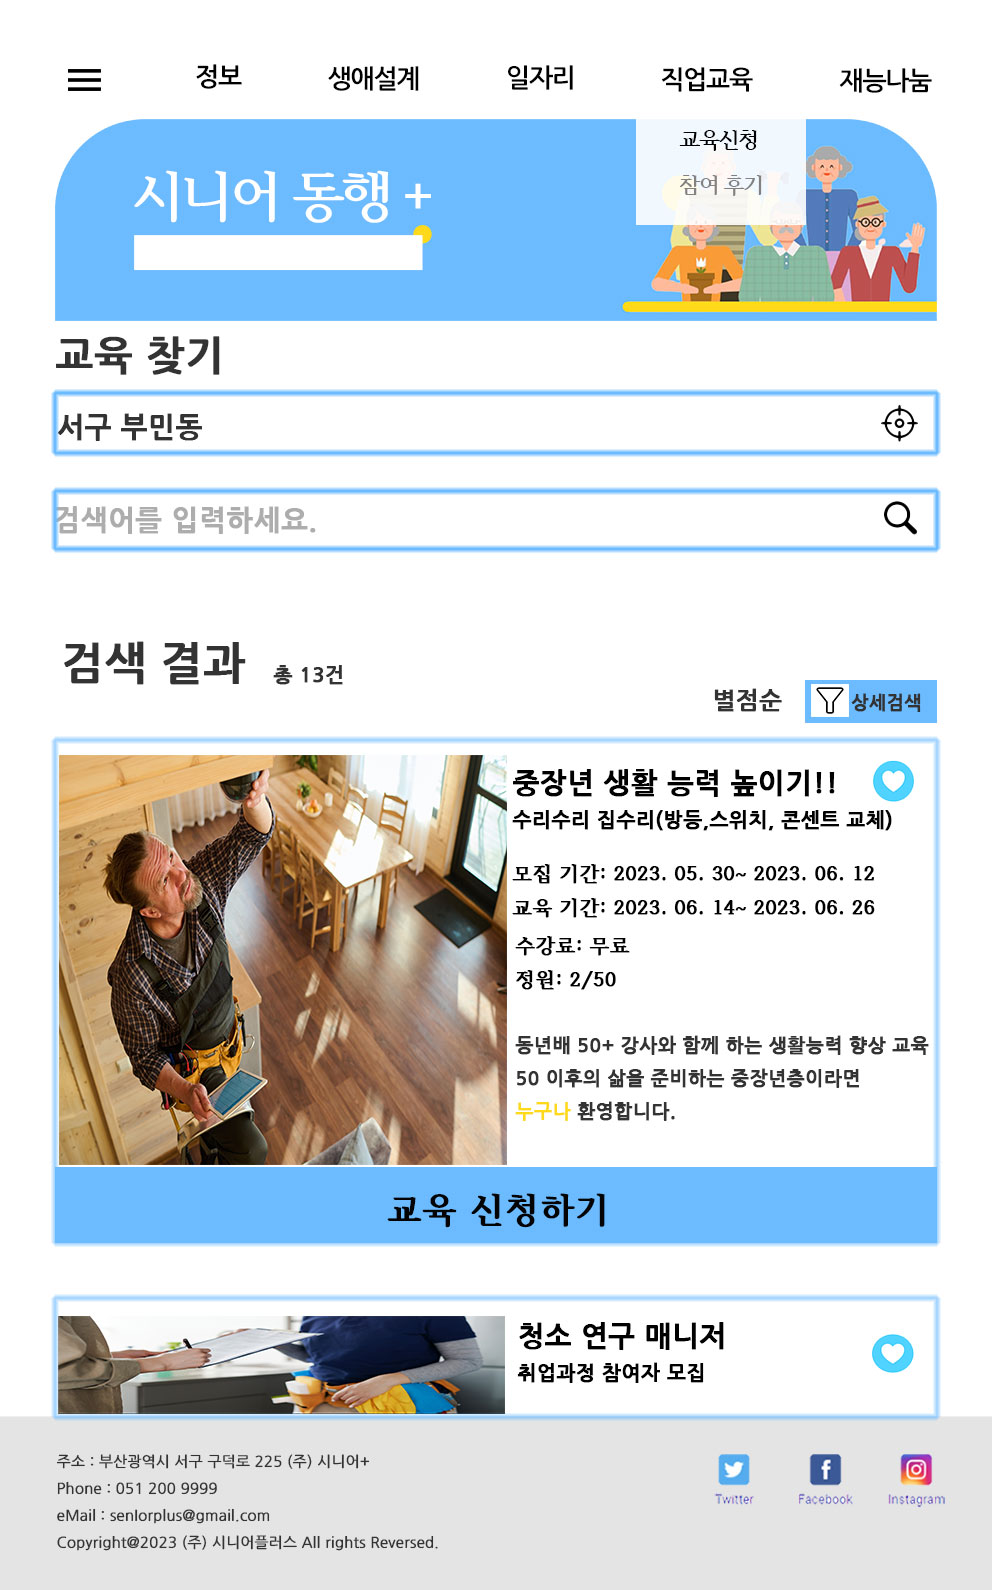 정보 생애설계 일자리 직업교육 재능나눔
교육신청
참여 후기
시니어 동행 +
교육 찾기
서구 부민동
검색어를 입력하세요.
검색 결과 총 13건
별점순 상세검색
중장년 생활 능력 높이기!!
수리수리 집수리(방등,스위치, 콘센트 교체)
모집 기간: 2023. 05. 30~ 2023. 06. 12
교육 기간: 2023. 06. 14~ 2023. 06. 26
수강료: 무료
정원: 2/50
동년배 50+ 강사와 함께 하는 생활능력 향상 교육
50 이후의 삶을 준비하는 중장년층이라면
누구나 환영합니다.
교육 신청하기
청소 연구 매니저
취업과정 참여자 모집
주소 : 부산광역시 서구 구덕로 225 (주) 시니어+
Phone : 051 200 9999
eMail : senIorplus@gmail.com
Copyright@2023 (주) 시니어플러스 All rights Reversed.
Twitter Facebook Instagram